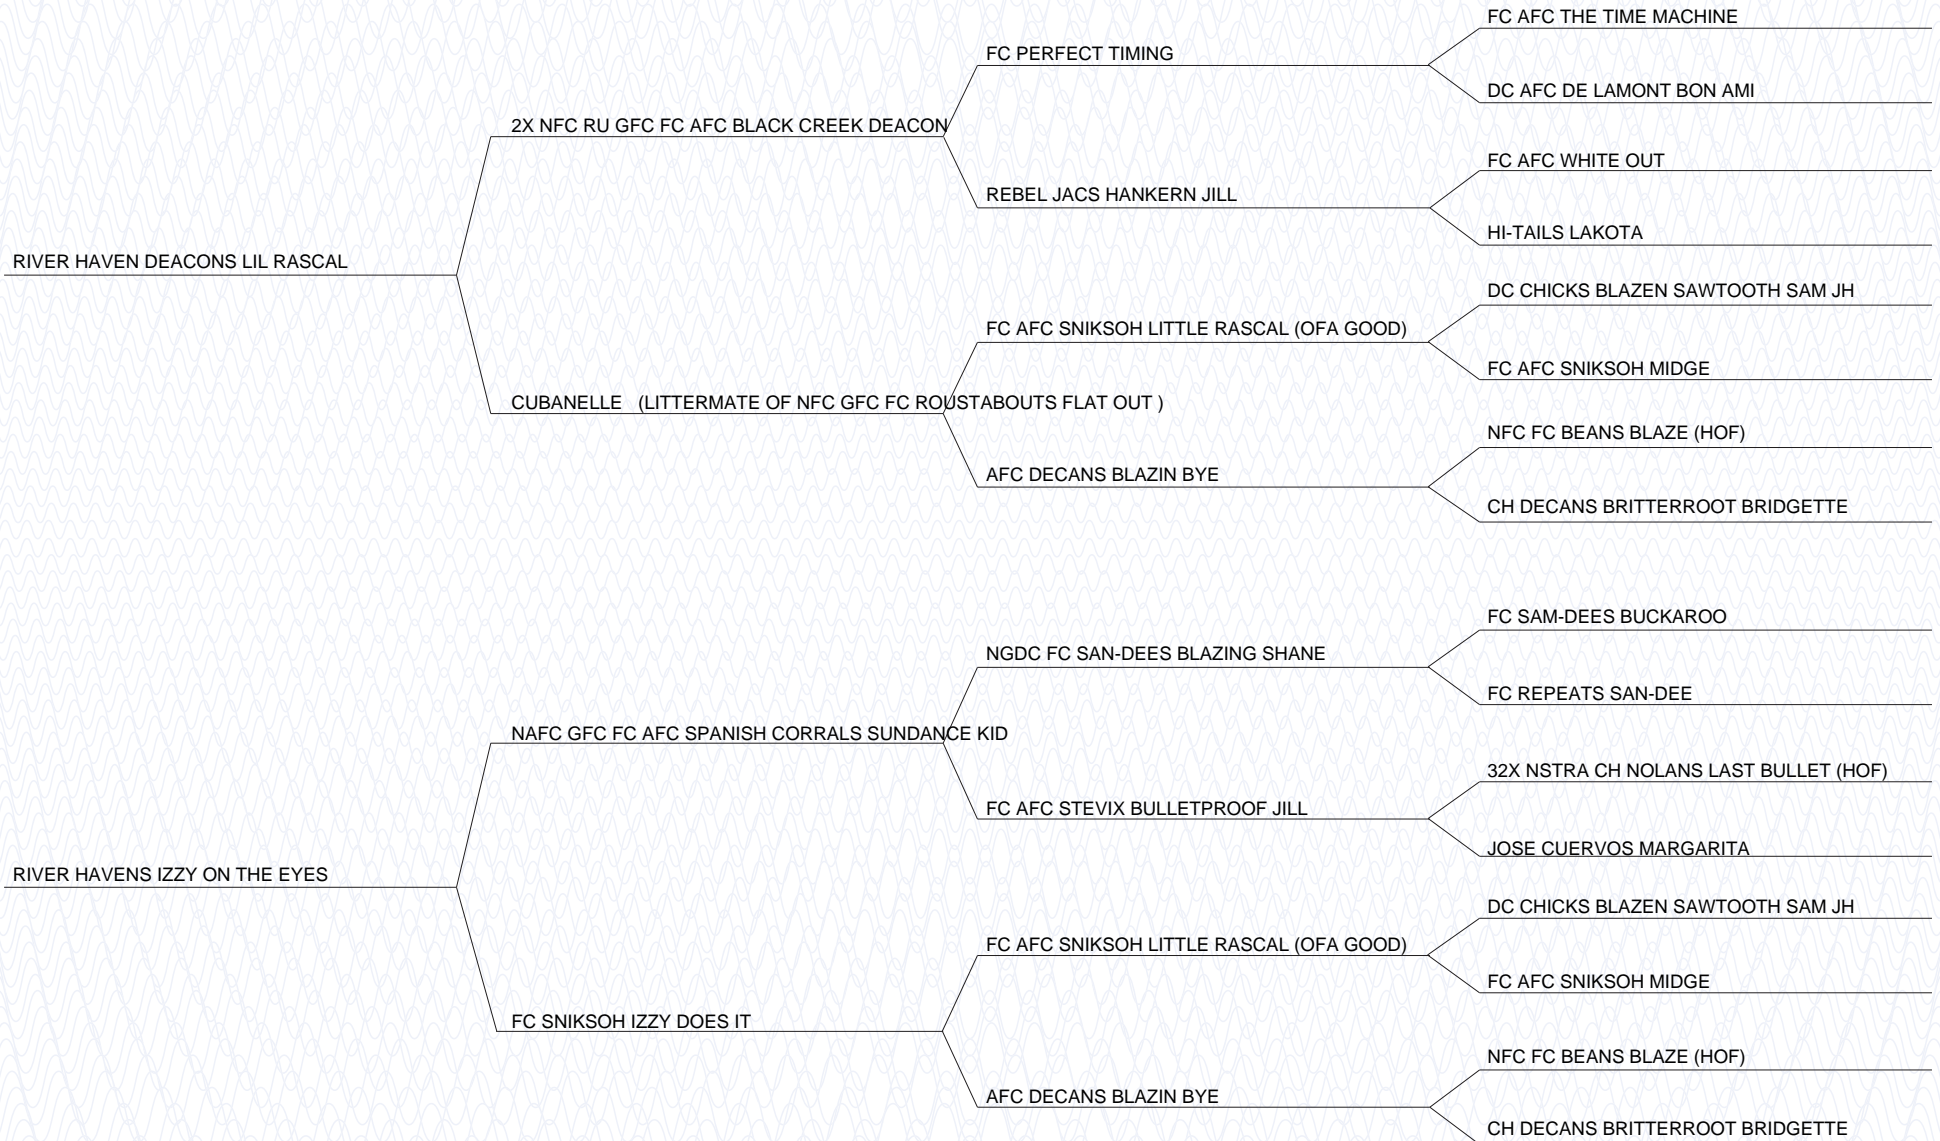 FC AFC THE TIME MACHINE
FC PERFECT TIMING
DC AFC DE LAMONT BON AMI
2X NFC RU GFC FC AFC BLACK CREEK DEACON
FC AFC WHITE OUT
REBEL JACS HANKERN JILL
HI-TAILS LAKOTA
RIVER HAVEN DEACONS LIL RASCAL
DC CHICKS BLAZEN SAWTOOTH SAM JH
FC AFC SNIKSOH LITTLE RASCAL (OFA GOOD)
FC AFC SNIKSOH MIDGE
CUBANELLE (LITTERMATE OF NFC GFC FC ROUSTABOUTS FLAT OUT )
NFC FC BEANS BLAZE (HOF)
AFC DECANS BLAZIN BYE
CH DECANS BRITTERROOT BRIDGETTE
FC SAM-DEES BUCKAROO
NGDC FC SAN-DEES BLAZING SHANE
FC REPEATS SAN-DEE
NAFC GFC FC AFC SPANISH CORRALS SUNDANCE KID
32X NSTRA CH NOLANS LAST BULLET (HOF)
FC AFC STEVIX BULLETPROOF JILL
JOSE CUERVOS MARGARITA
RIVER HAVENS IZZY ON THE EYES
DC CHICKS BLAZEN SAWTOOTH SAM JH
FC AFC SNIKSOH LITTLE RASCAL (OFA GOOD)
FC AFC SNIKSOH MIDGE
FC SNIKSOH IZZY DOES IT
NFC FC BEANS BLAZE (HOF)
AFC DECANS BLAZIN BYE
CH DECANS BRITTERROOT BRIDGETTE